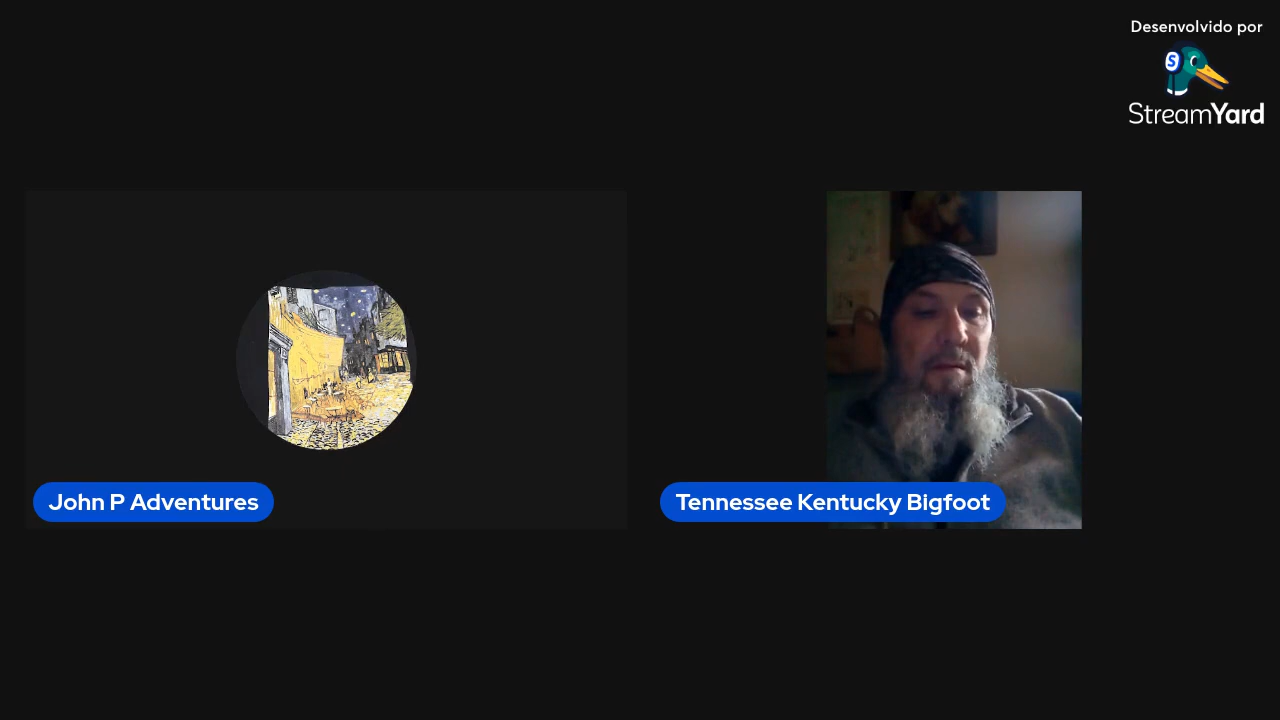 Desenvolvido por
StreamYard
John P Adventures
Tennessee Kentucky Bigfoot